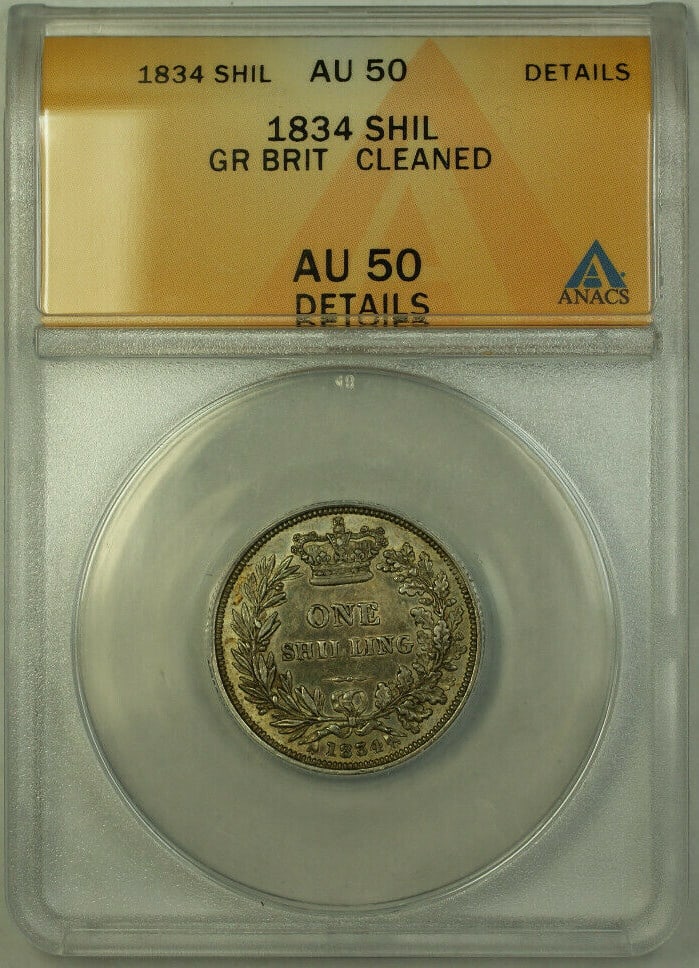 1834 SHIL AU 50 DETAILS
1834 SHIL
GR BRIT CLEANED
AU 50
DETAILS
ANACS
ONE
SHILLING
1834